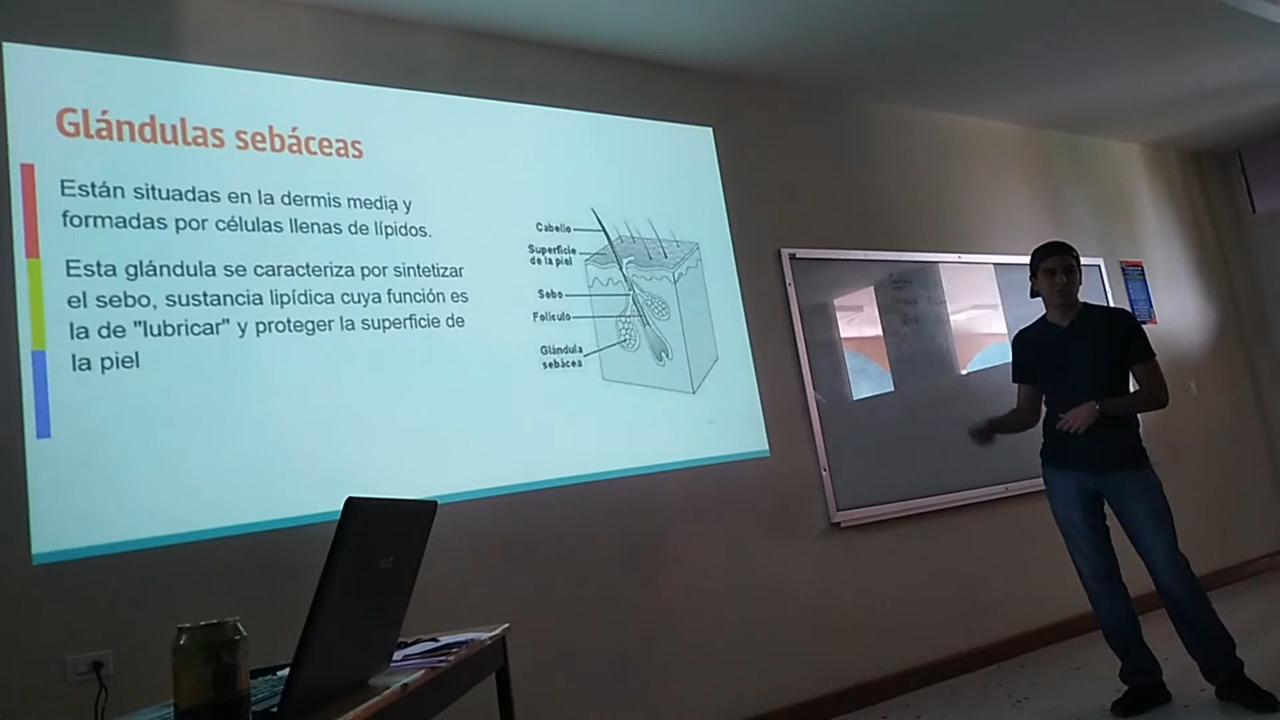 Glándulas sebáceas
Están situadas en la dermis media y
formadas por células llenas de lípidos.
Esta glándula se caracteriza por sintetizar
el sebo, sustancia lipídica cuya función es
la de "lubricar" y proteger la superficie de
la piel
Cabello
Superficie
de la piel
Sebo
Folículo
Glándula
sebácea